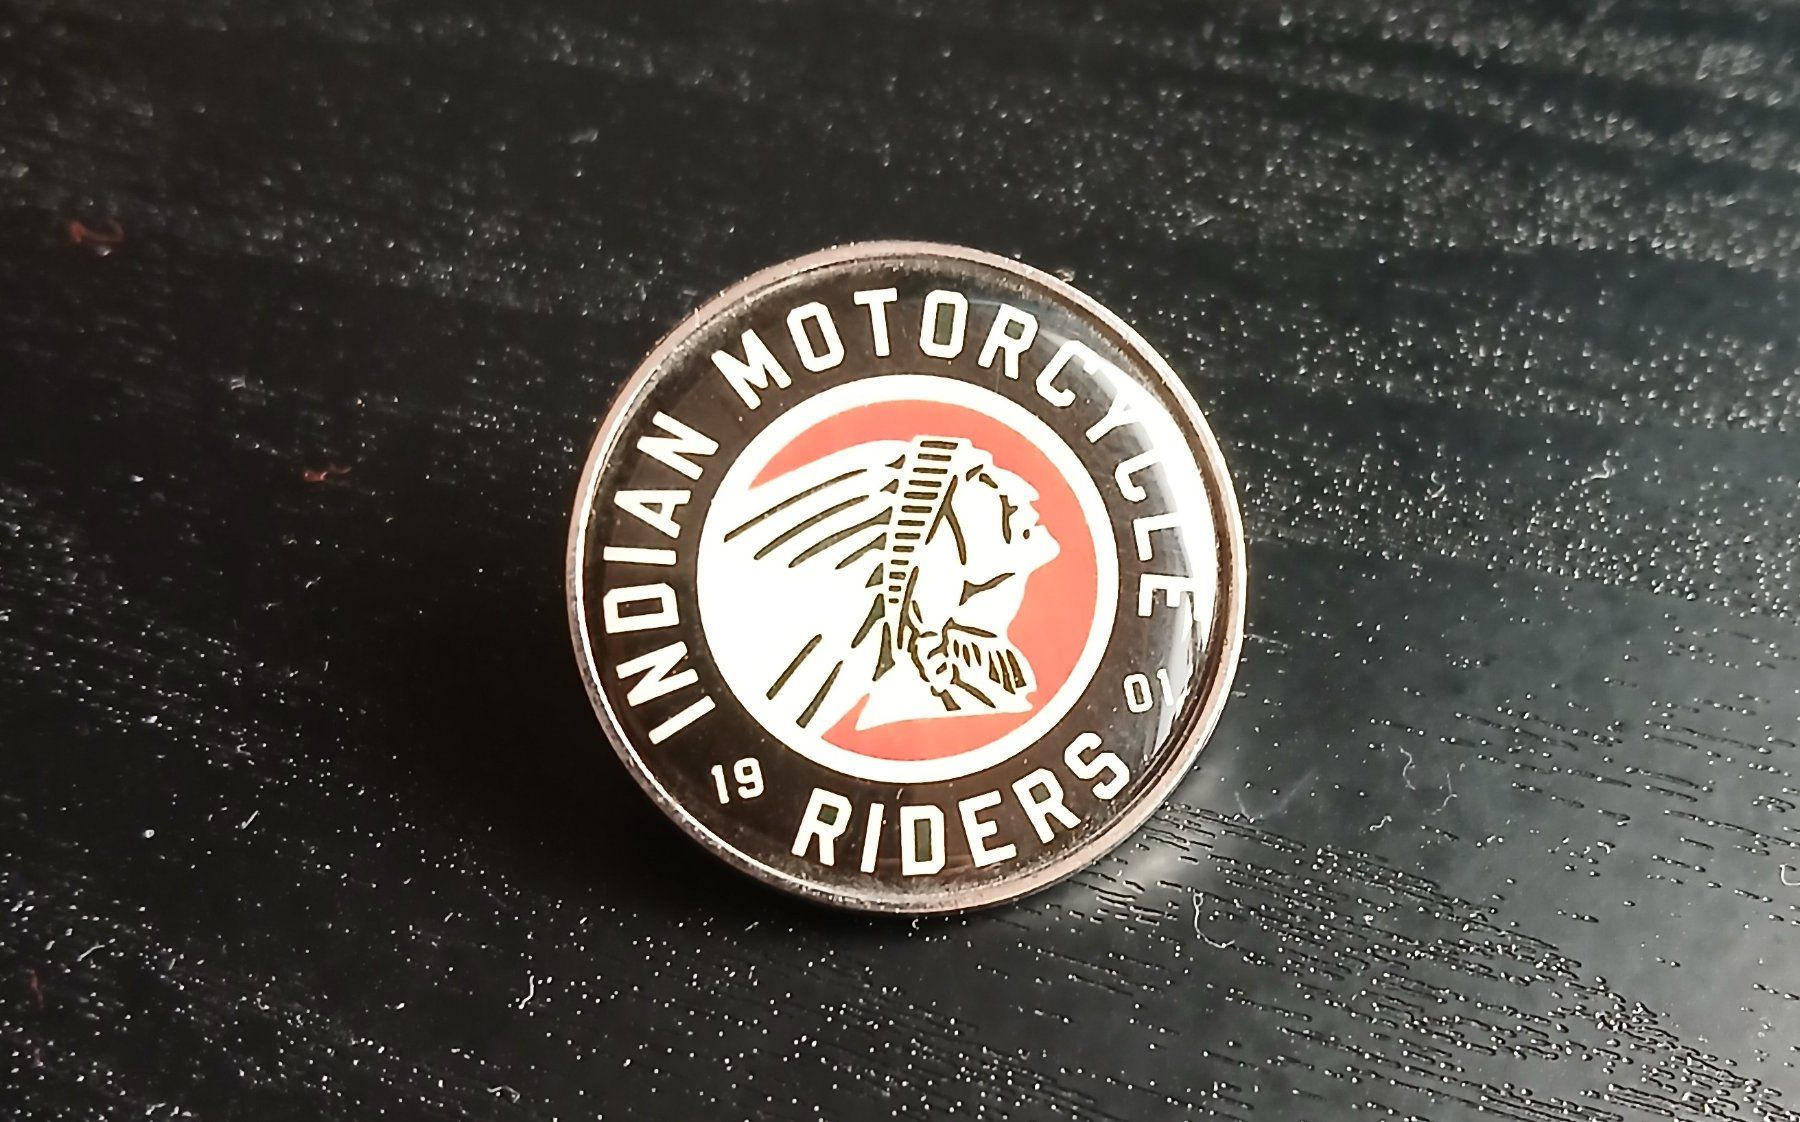 INDIAN MOTORCYCLE
19 01
RIDERS